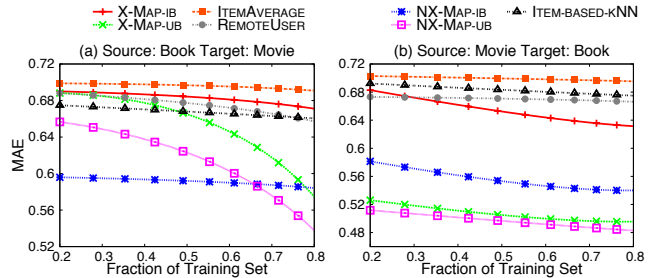 X-MAP-IB
X-MAP-UB
ITEMAVERAGE
REMOTEUSER
NX-MAP-IB
NX-MAP-UB
ITEM-BASED-KNN
(a) Source: Book Target: Movie
(b) Source: Movie Target: Book
MAE
0.72
0.68
0.64
0.6
0.56
0.52
0.2 0.3 0.4 0.5 0.6 0.7 0.8
Fraction of Training Set
0.72
0.68
0.64
0.6
0.56
0.52
0.48
0.2 0.3 0.4 0.5 0.6 0.7 0.8
Fraction of Training Set